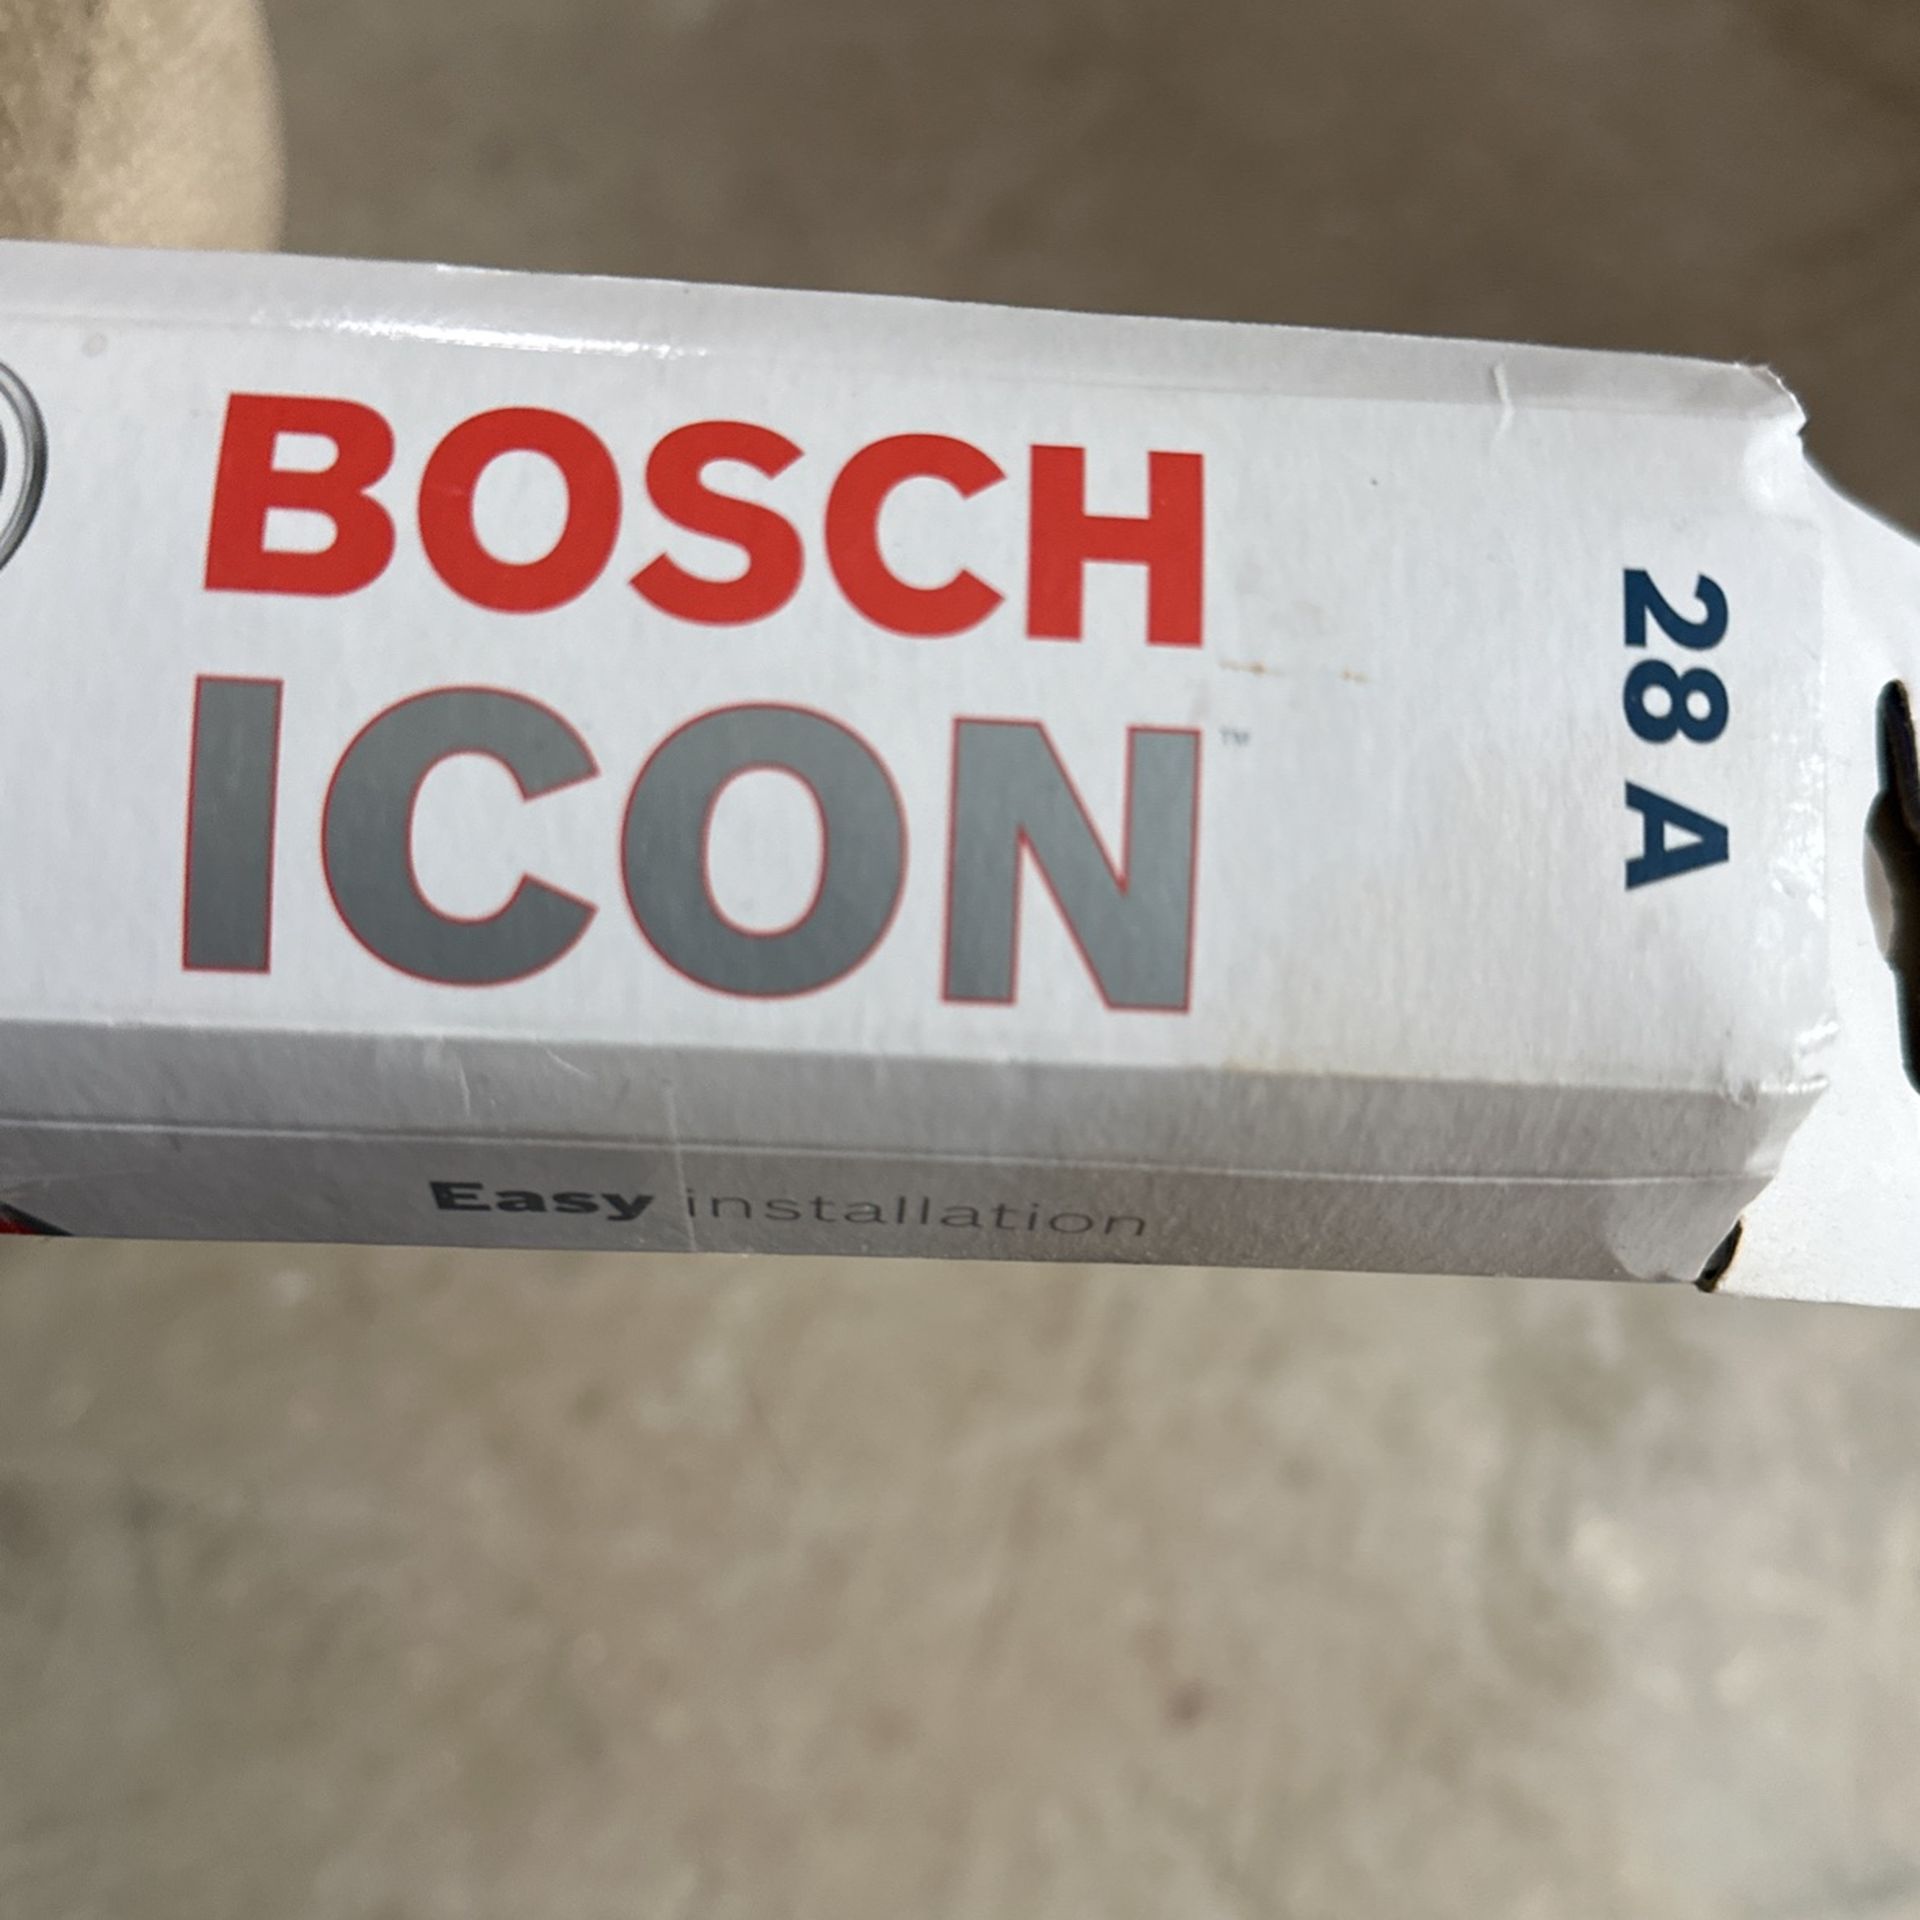 BOSCH
ICON™
28 A
Easy installation